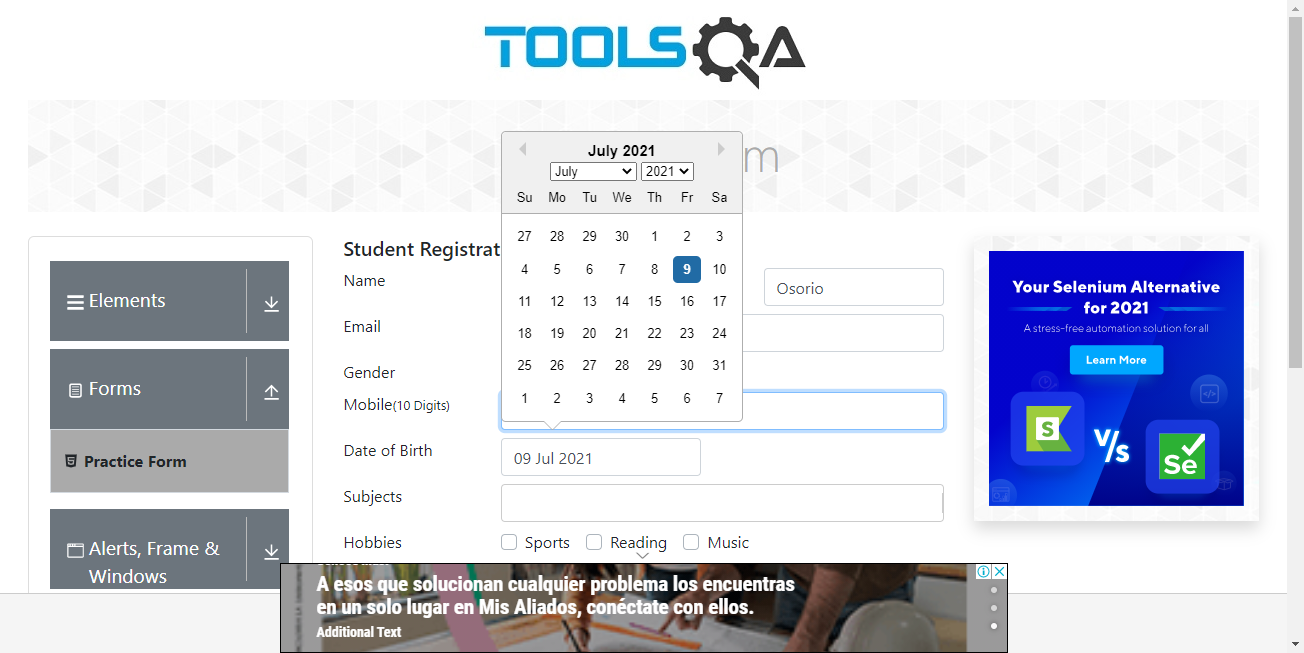 TOOLSQA
m
July 2021
July 2021
Su Mo Tu We Th Fr Sa
27 28 29 30 1 2 3
4 5 6 7 8 9 10
11 12 13 14 15 16 17
18 19 20 21 22 23 24
25 26 27 28 29 30 31
1 2 3 4 5 6 7
Elements
Forms
Practice Form
Alerts, Frame &
Windows
Student Registrat
Name
Osorio
Email
Gender
Mobile(10 Digits)
Date of Birth
09 Jul 2021
Subjects
Hobbies
Sports Reading Music
Your Selenium Alternative
for 2021
A stress-free automation solution for all
Learn More
S
V/s
Se
A esos que solucionan cualquier problema los encuentras
en un solo lugar en Mis Aliados, conéctate con ellos.
Additional Text